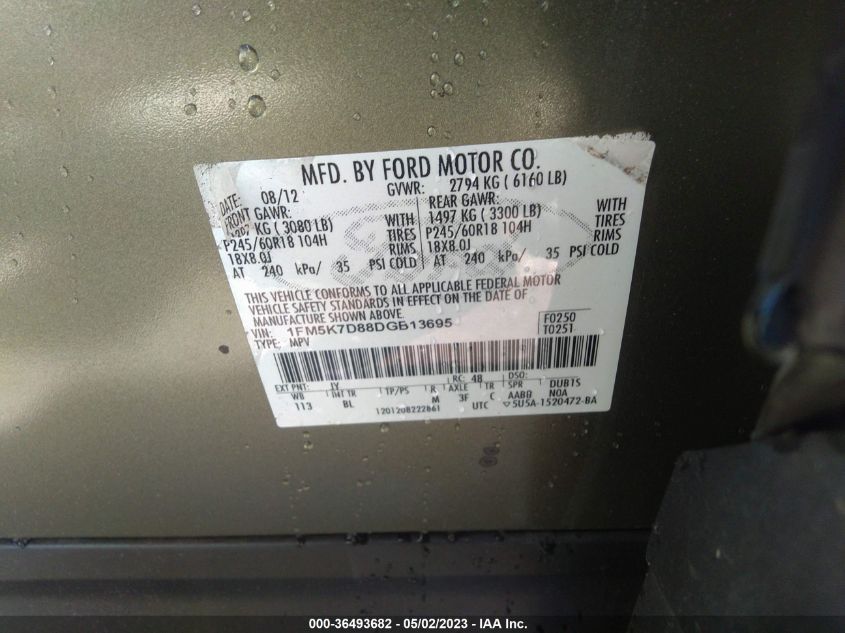 MFD. BY FORD MOTOR CO.
DATE: 08/12 GVWR: 2794 KG ( 6160 LB)
FRONT GAWR: REAR GAWR:
KG ( 3080 LB) WITH 1497 KG ( 3300 LB) WITH
P245/60R18 104H TIRES P245/60R18 104H TIRES
18X8.0J RIMS 18X8.0J RIMS
AT 240 kPa/ 35 PSI COLD AT 240 kPa/ 35 PSI COLD
THIS VEHICLE CONFORMS TO ALL APPLICABLE FEDERAL MOTOR
VEHICLE SAFETY STANDARDS IN EFFECT ON THE DATE OF
MANUFACTURE SHOWN ABOVE.
VIN: 1FM5K7D88DGB13695 F0250
TYPE: MPV T0251
EXT PNT: JY RC: 48 DSO:
WB INT TR TP/PS R AXLE TR SPR DUBTS
113 BL M 3F C AABB NOA
1201208222861 UTC 5U5A-1520472-BA
000-36493682 / 05/02/2023 - IAA Inc.